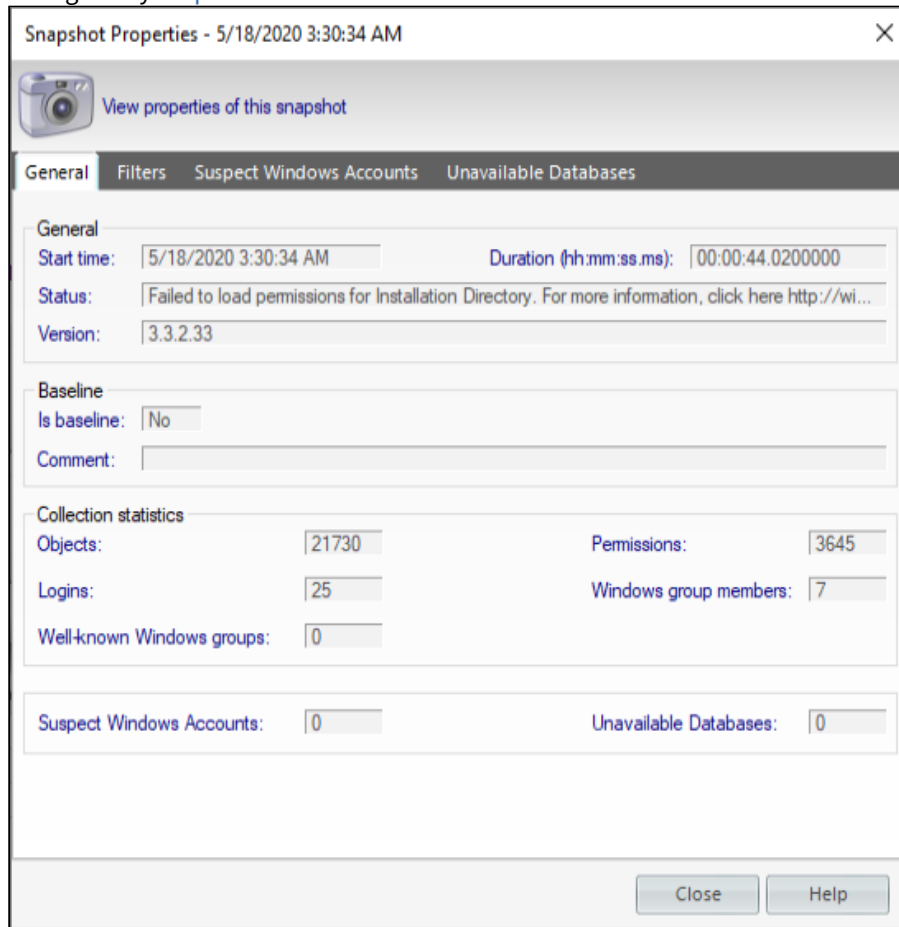 Snapshot Properties - 5/18/2020 3:30:34 AM
View properties of this snapshot
General Filters Suspect Windows Accounts Unavailable Databases
General
Start time: 5/18/2020 3:30:34 AM Duration (hh:mm:ss.ms): 00:00:44.0200000
Status: Failed to load permissions for Installation Directory. For more information, click here http://wi...
Version: 3.3.2.33
Baseline
Is baseline: No
Comment:
Collection statistics
Objects: 21730 Permissions: 3645
Logins: 25 Windows group members: 7
Well-known Windows groups: 0
Suspect Windows Accounts: 0 Unavailable Databases: 0
Close Help